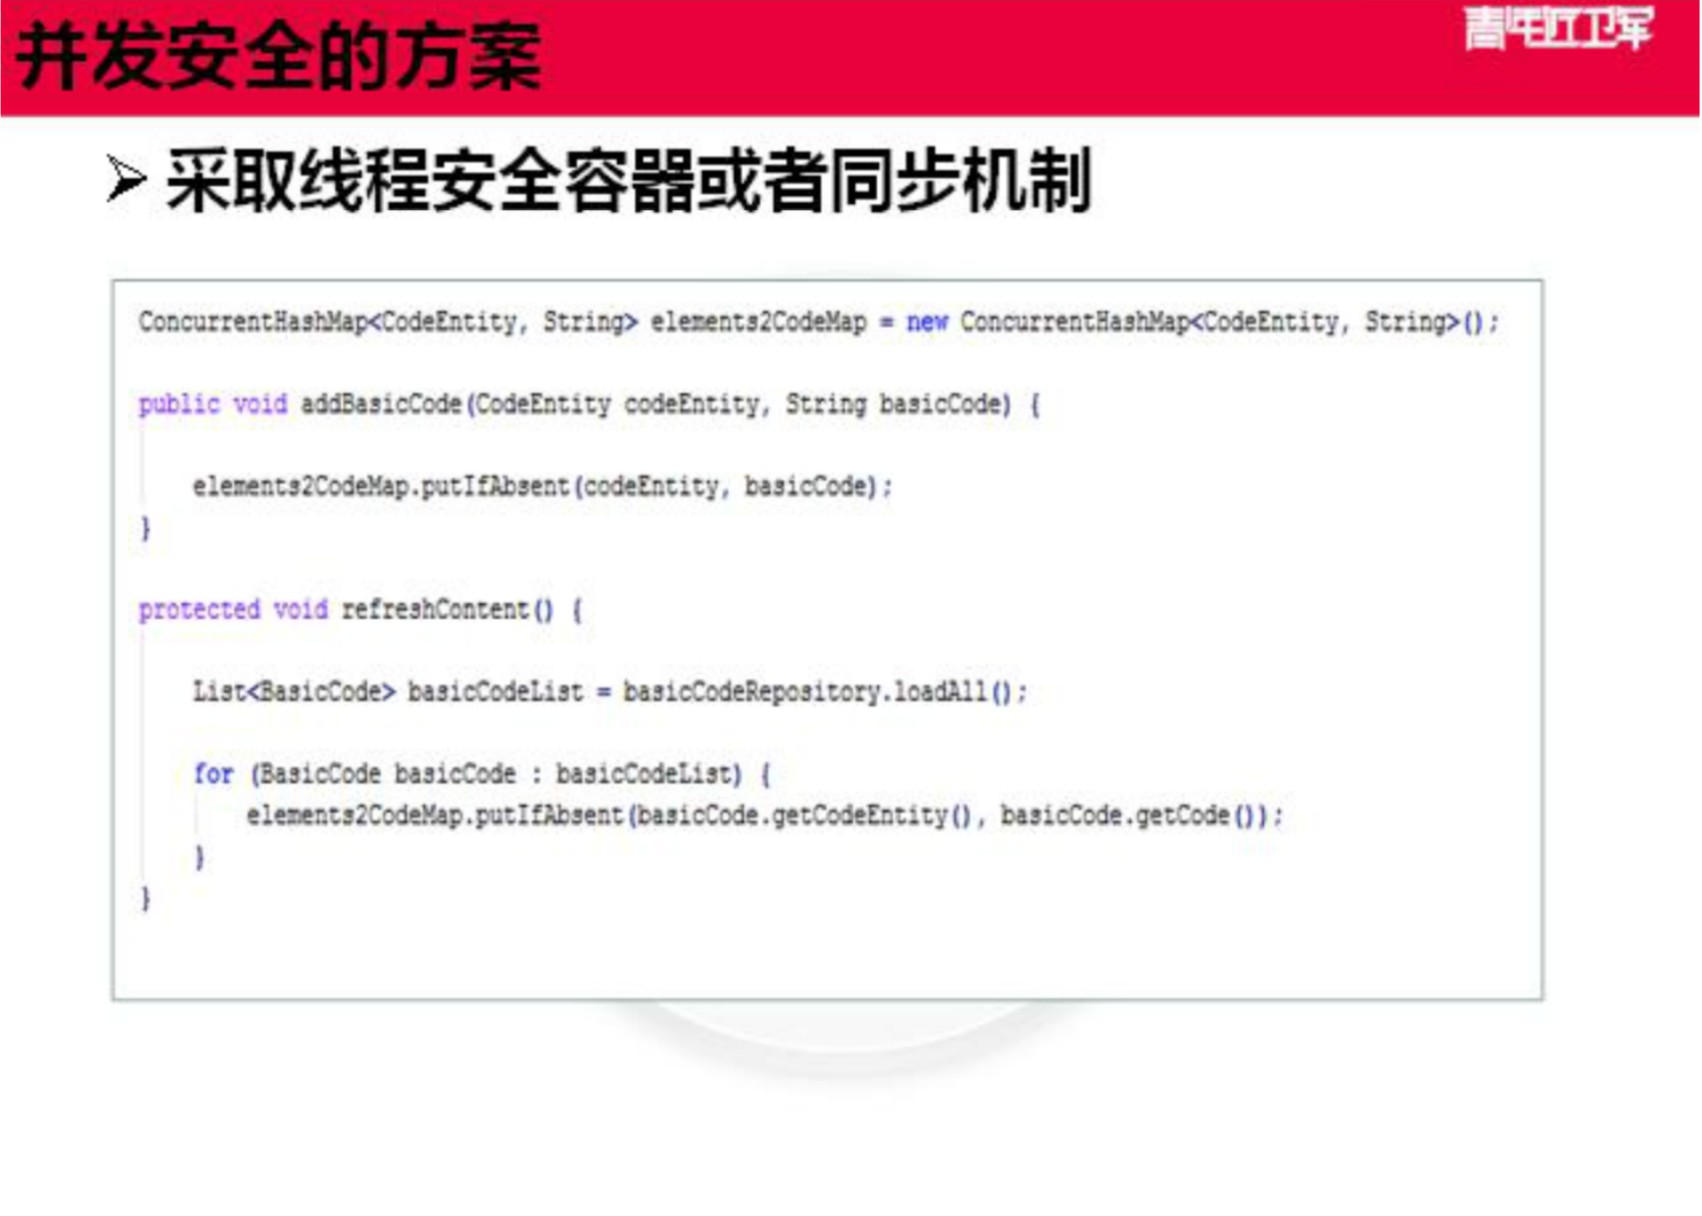 并发安全的方案
青年近卫军
采取线程安全容器或者同步机制
ConcurrentHashMap<CodeEntity, String> elements2CodeMap = new ConcurrentHashMap<CodeEntity, String>();
public void addBasicCode(CodeEntity codeEntity, String basicCode) {
elements2CodeMap.putIfAbsent(codeEntity, basicCode);
}
protected void refreshContent() {
List<BasicCode> basicCodeList = basicCodeRepository.loadAll();
for (BasicCode basicCode : basicCodeList) {
elements2CodeMap.putIfAbsent(basicCode.getCodeEntity(), basicCode.getCode());
}
}